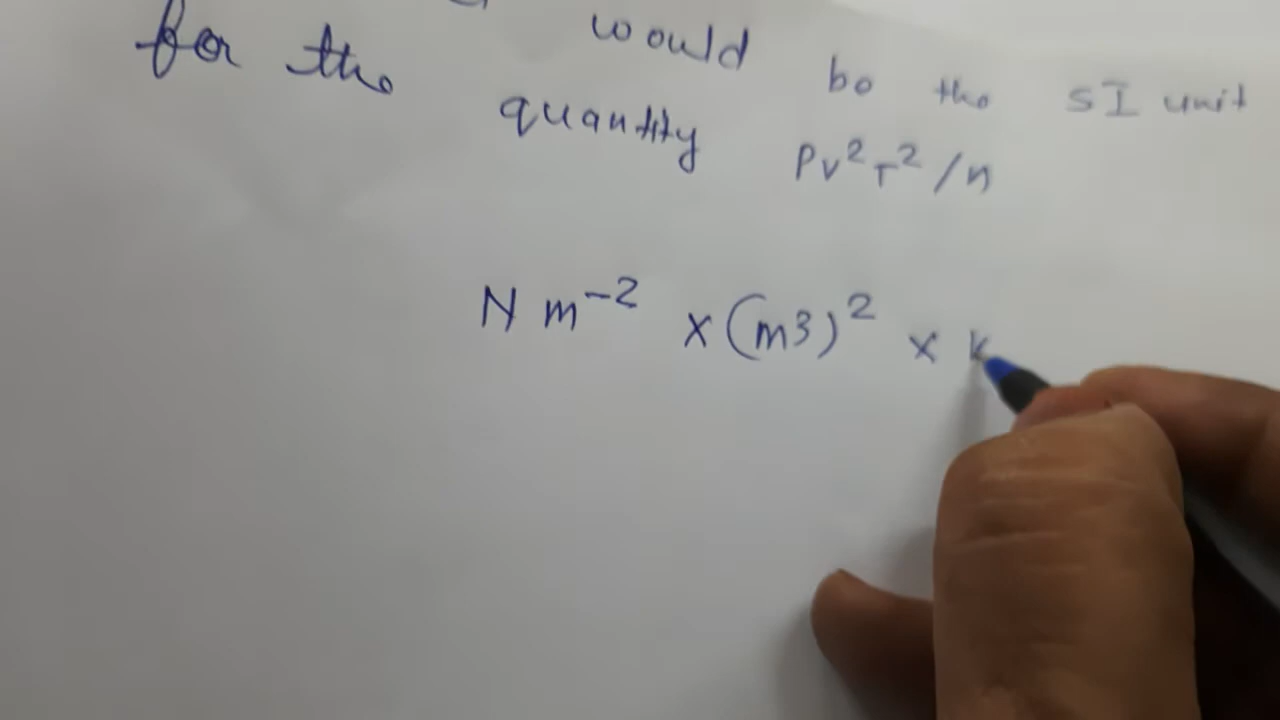 would be the SI unit
for the quantity PV²T²/n
N m⁻² x (m3)² x K